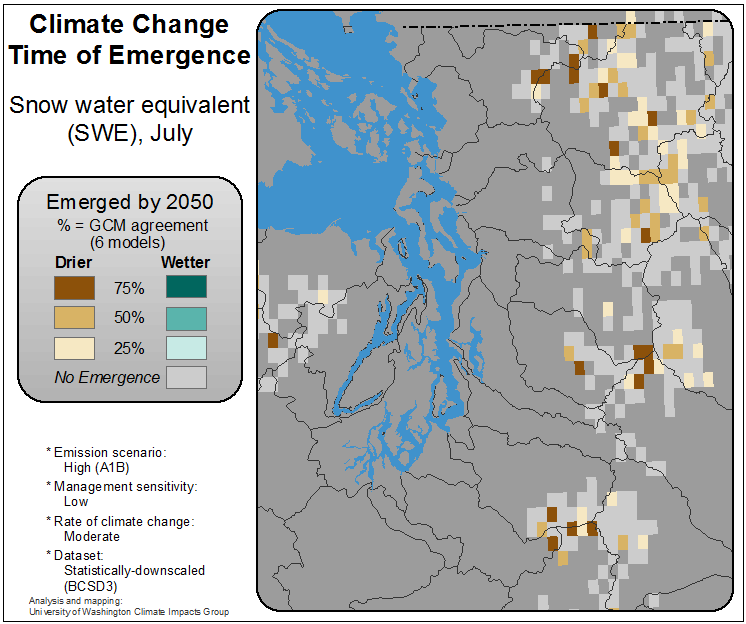 Climate Change
Time of Emergence
Snow water equivalent
(SWE), July
Emerged by 2050
% = GCM agreement
(6 models)
Drier Wetter
75%
50%
25%
No Emergence
* Emission scenario:
High (A1B)
* Management sensitivity:
Low
* Rate of climate change:
Moderate
* Dataset:
Statistically-downscaled
(BCSD3)
Analysis and mapping:
University of Washington Climate Impacts Group